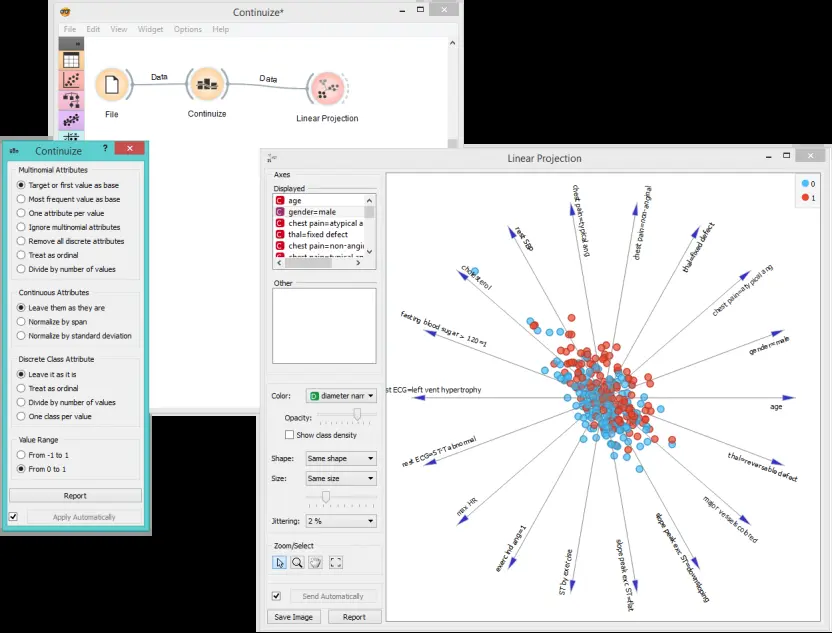 Continuize*
File Edit View Widget Options Help
Data
Data
File
Continuize
Linear Projection
Continuize
?
Multinomial Attributes
Target or first value as base
Most frequent value as base
One attribute per value
Ignore multinomial attributes
Remove all discrete attributes
Treat as ordinal
Divide by number of values
Continuous Attributes
Leave them as they are
Normalize by span
Normalize by standard deviation
Discrete Class Attribute
Leave it as it is
Treat as ordinal
Divide by number of values
One class per value
Value Range
From -1 to 1
From 0 to 1
Report
Apply Automatically
Linear Projection
Axes
Displayed
C age
C gender=male
C chest pain=atypical a
C thal=fixed defect
C chest pain=non-angi
Other
Color: D diameter narr
Opacity:
Show class density
Shape: Same shape
Size: Same size
Jittering: 2 %
Zoom/Select
Send Automatically
Save Image Report
0
1
chest pain=typical ang
chest pain=non-anginal
rest SBP
thal=fixed defect
cholesterol
chest pain=atypical ang
fasting blood sugar > 120=1
gender=male
st ECG=left vent hypertrophy
age
rest ECG=ST-T abnormal
thal=reversable defect
max HR
major vessels colored
exerc ind ang=1
slope peak exc ST=downsloping
ST by exercise
slope peak exc ST=flat